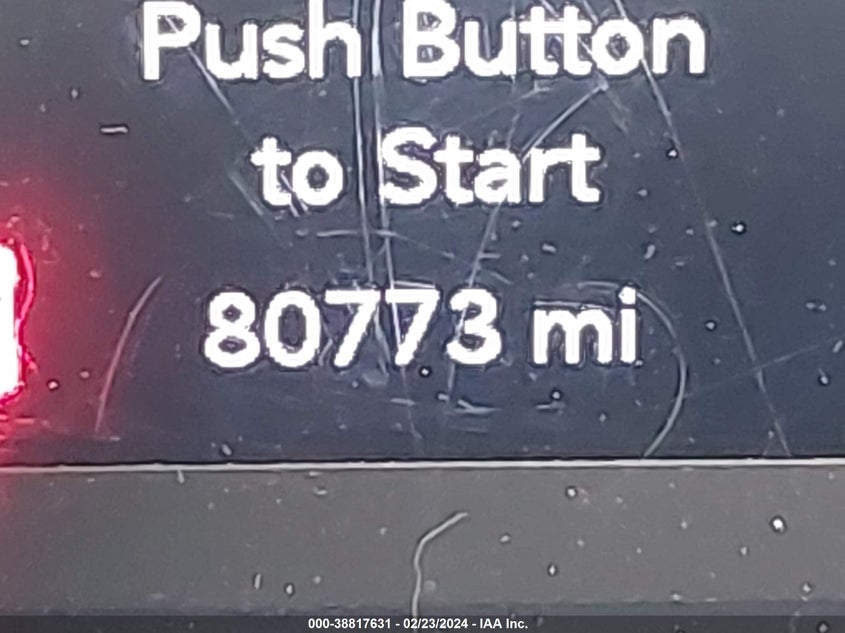 Push Button
to Start
80773 mi
000-38817631 - 02/23/2024 - IAA Inc.